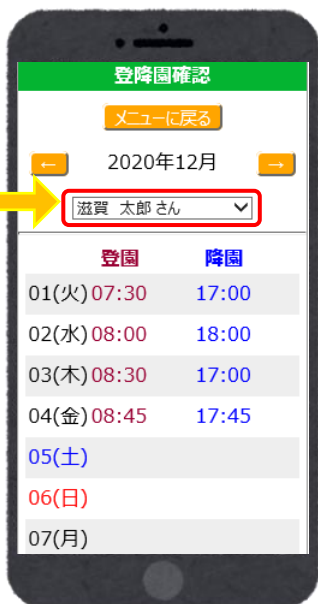 登降園確認
メニューに戻る
← 2020年12月 →
滋賀 太郎 さん
登園 降園
01(火) 07:30 17:00
02(水) 08:00 18:00
03(木) 08:30 17:00
04(金) 08:45 17:45
05(土)
06(日)
07(月)